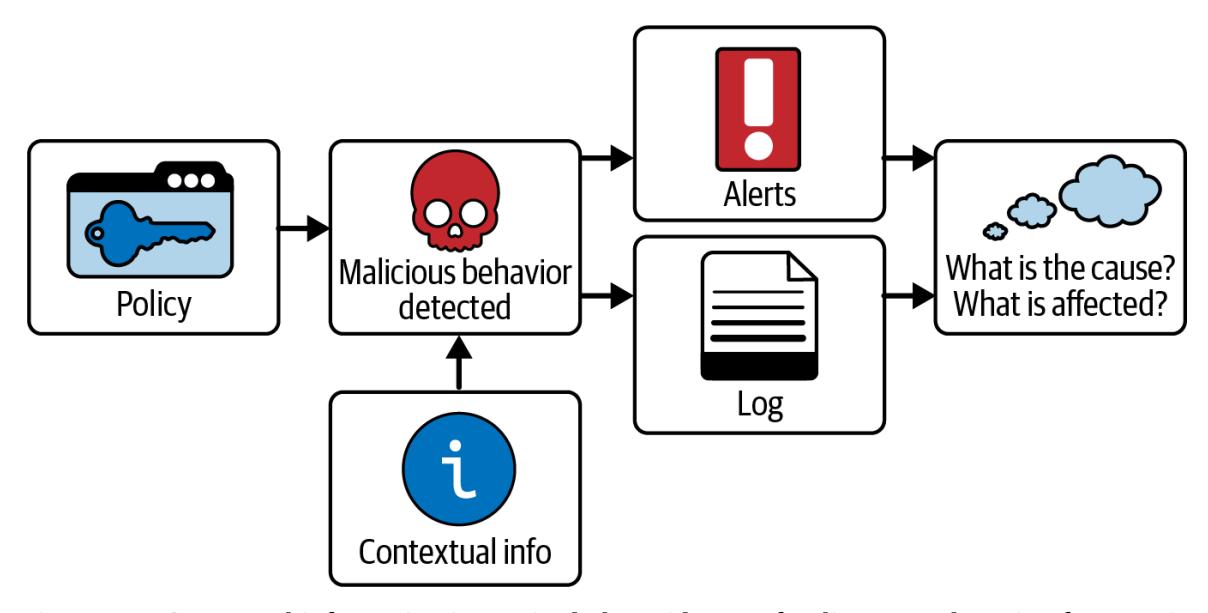 Policy
Malicious behavior
detected
Contextual info
Alerts
Log
What is the cause?
What is affected?